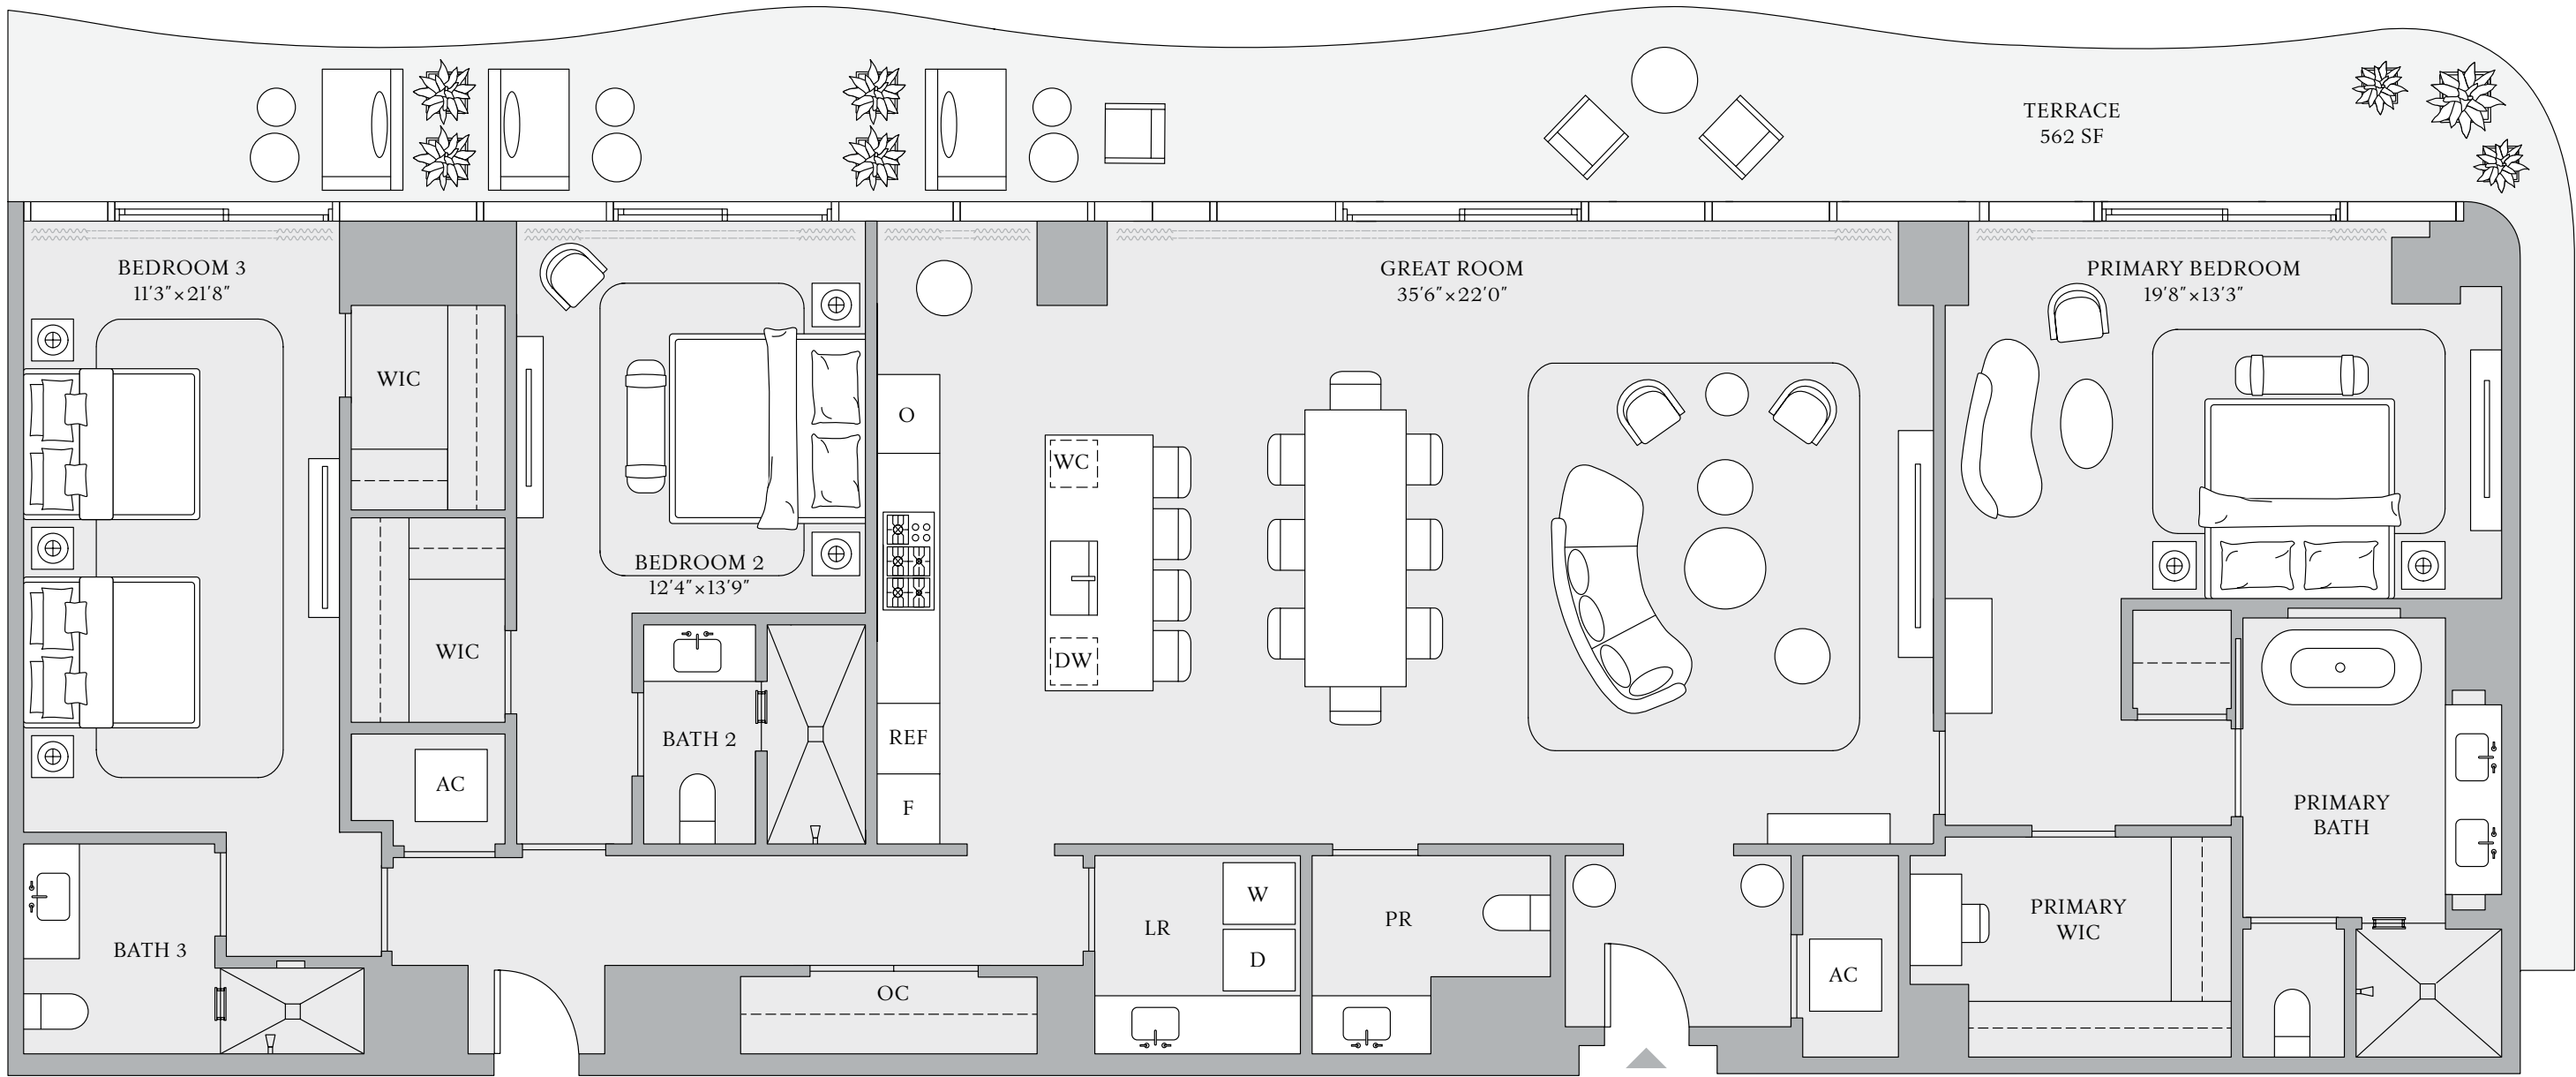 TERRACE
562 SF
BEDROOM 3
11'3"×21'8"
GREAT ROOM
35'6"×22'0"
PRIMARY BEDROOM
19'8"×13'3"
WIC
O
WC
BEDROOM 2
12'4"×13'9"
WIC
DW
BATH 2
REF
AC
F
PRIMARY
BATH
W
LR
PR
PRIMARY
WIC
BATH 3
D
AC
OC